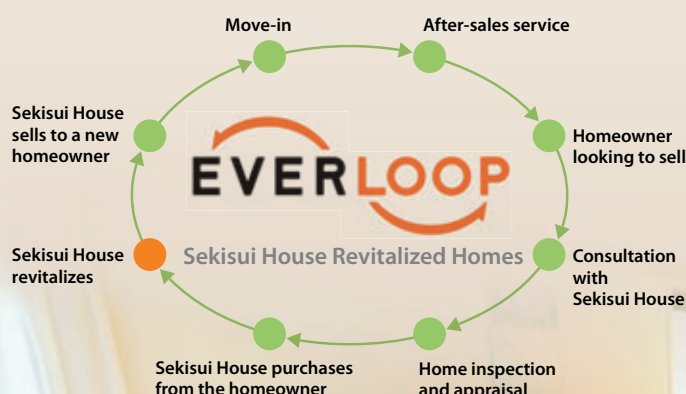 Move-in
After-sales service
Sekisui House
sells to a new
homeowner
EVERLOOP
Homeowner
looking to sell
Sekisui House
revitalizes
Sekisui House Revitalized Homes
Consultation
with
Sekisui House
Sekisui House purchases
from the homeowner
Home inspection
and appraisal